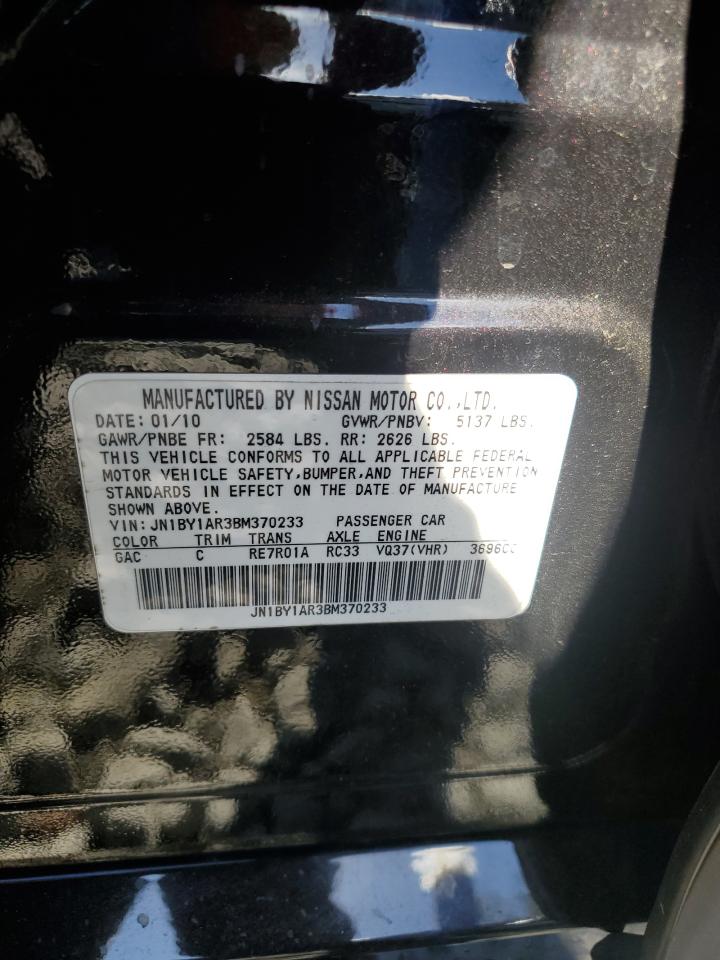 MANUFACTURED BY NISSAN MOTOR CO.,LTD.
DATE: 01/10 GVWR/PNBV: 5137 LBS.
GAWR/PNBE FR: 2584 LBS. RR: 2626 LBS.
THIS VEHICLE CONFORMS TO ALL APPLICABLE FEDERAL
MOTOR VEHICLE SAFETY,BUMPER,AND THEFT PREVENTION
STANDARDS IN EFFECT ON THE DATE OF MANUFACTURE
SHOWN ABOVE.
VIN:JN1BY1AR3BM370233 PASSENGER CAR
COLOR TRIM TRANS AXLE ENGINE
GAC C RE7R01A RC33 VQ37(VHR) 3696CC
JN1BY1AR3BM370233